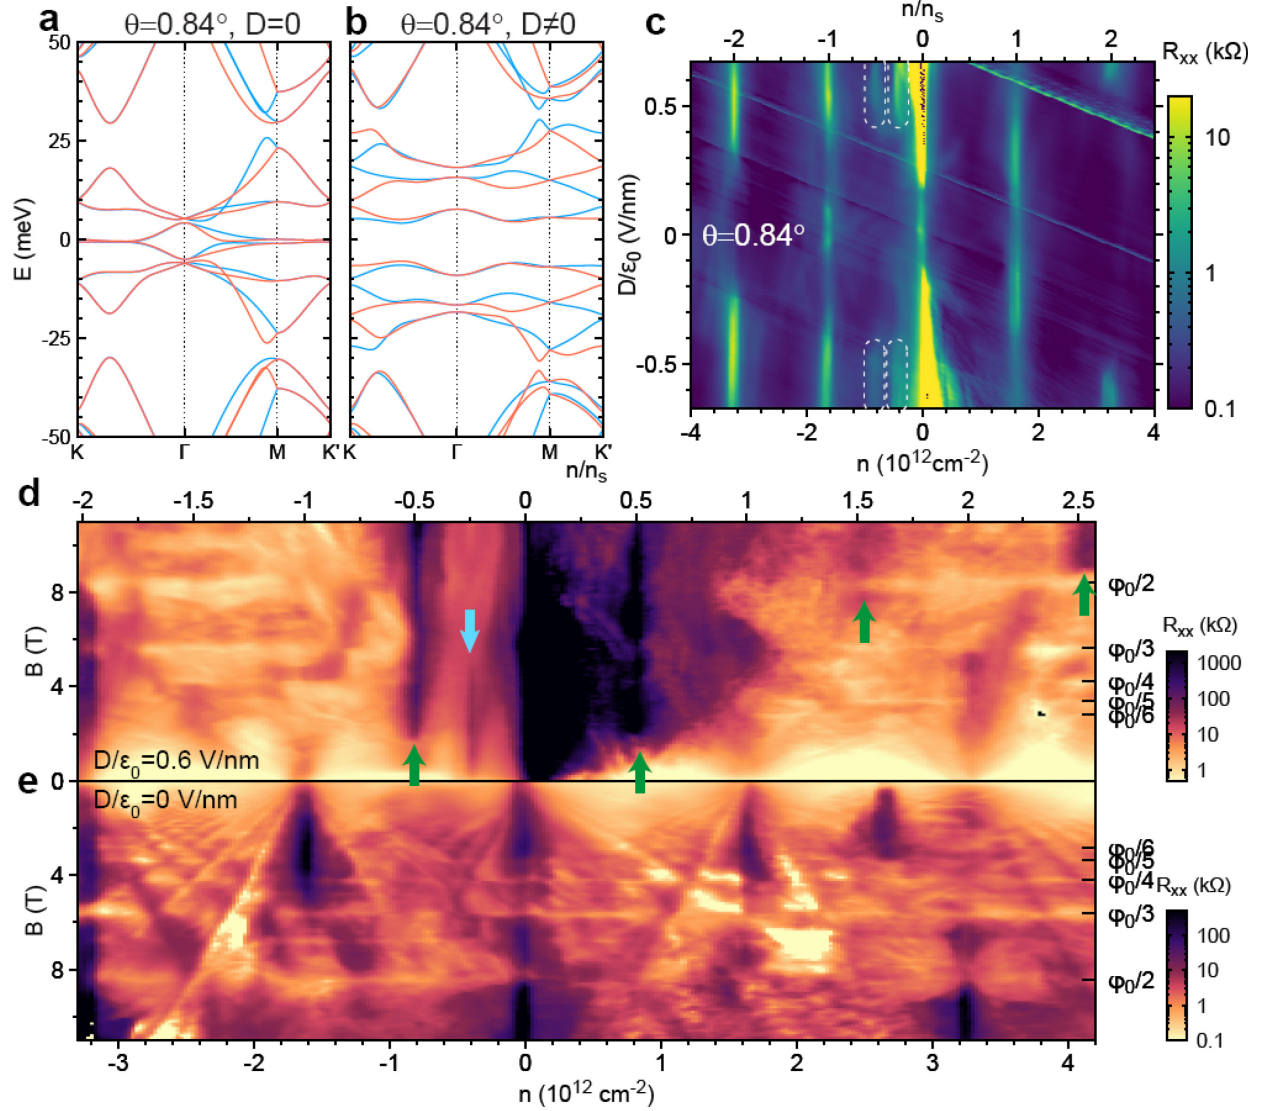 a θ=0.84°, D=0
b θ=0.84°, D≠0
c n/ns
50
25
0
-25
-50
E (meV)
K Γ M K' K Γ M K'
-2 -1 0 1 2
Rxx (kΩ)
0.5
0
-0.5
D/ε0 (V/nm)
θ=0.84°
10
1
0.1
-4 -2 0 2 4
n (10¹²cm⁻²)
n/ns
d -2 -1.5 -1 -0.5 0 0.5 1 1.5 2 2.5
8
4
0
B (T)
φ0/2
φ0/3
φ0/4
φ0/5
φ0/6
Rxx (kΩ)
1000
100
10
1
D/ε0=0.6 V/nm
e D/ε0=0 V/nm
4
8
B (T)
φ0/6
φ0/5
φ0/4
φ0/3
φ0/2
Rxx (kΩ)
100
10
1
0.1
-3 -2 -1 0 1 2 3 4
n (10¹² cm⁻²)